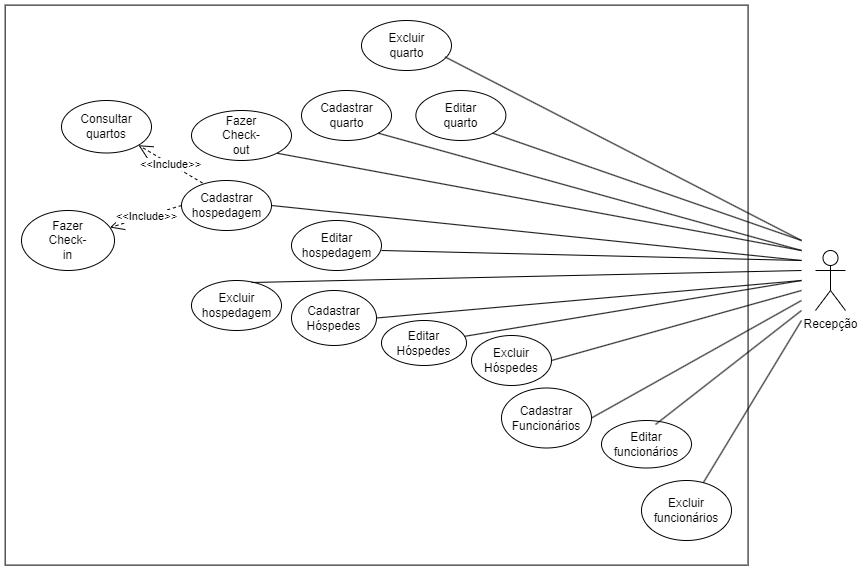 Excluir
quarto
Cadastrar
quarto
Editar
quarto
Consultar
quartos
Fazer
Check-
out
<<Include>>
Cadastrar
hospedagem
<<Include>>
Fazer
Check-
in
Editar
hospedagem
Excluir
hospedagem
Cadastrar
Hóspedes
Editar
Hóspedes
Excluir
Hóspedes
Recepção
Cadastrar
Funcionários
Editar
funcionários
Excluir
funcionários